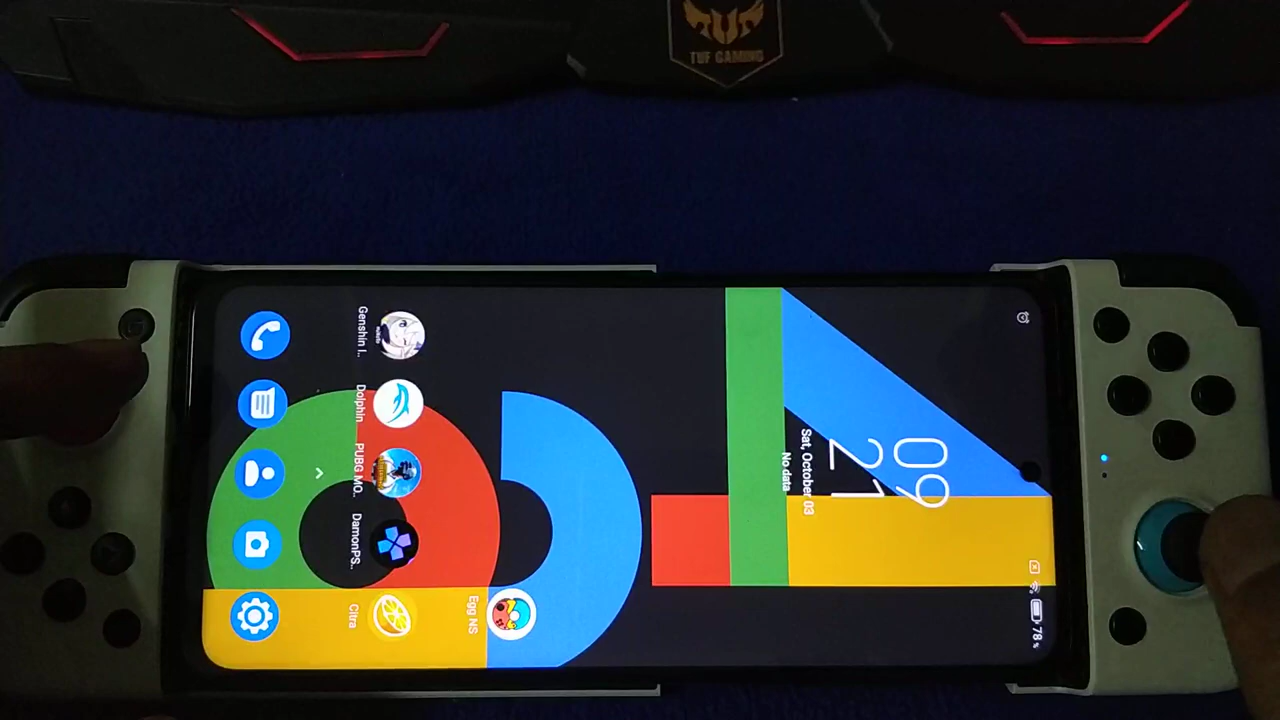 TUF GAMING
09
21
Sat, October 03
No data
78 %
Egg NS
Genshin I..
Dolphin
PUBG MO..
DamonPS..
Citra